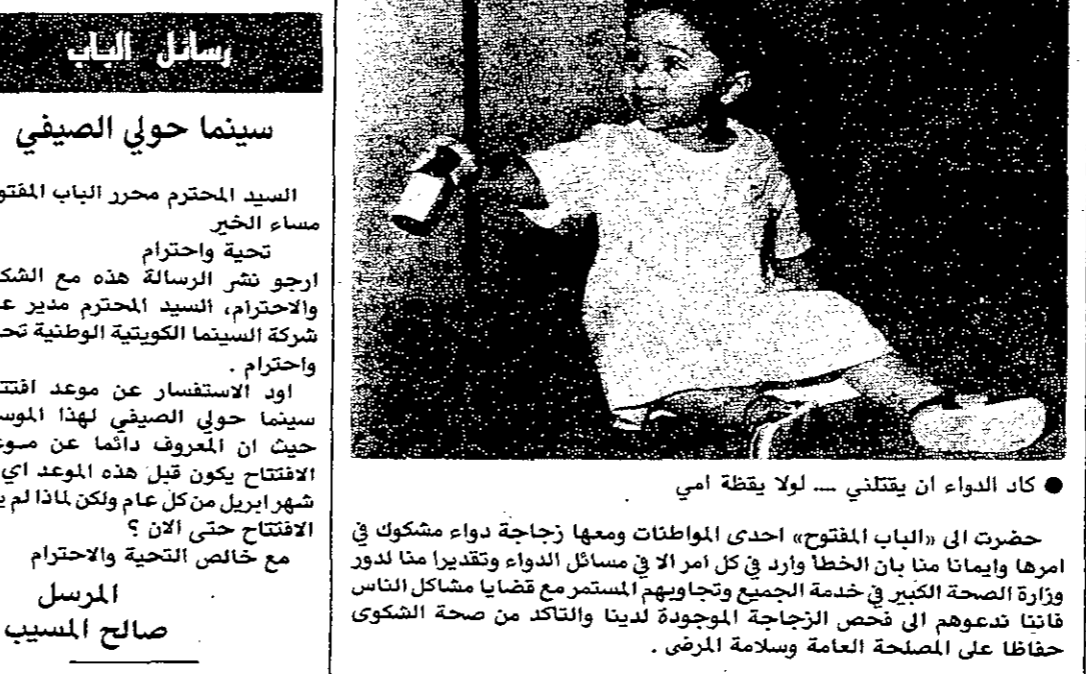 ● كاد الدواء ان يقتلني .... لولا يقظة امي
حضرت الى «الباب المفتوح» احدى المواطنات ومعها زجاجة دواء مشكوك في
امرها وايمانا منا بان الخطأ وارد في كل امر الا في مسائل الدواء وتقديرا منا لدور
وزارة الصحة الكبير في خدمة الجميع وتجاوبهم المستمر مع قضايا مشاكل الناس
فاننا ندعوهم الى فحص الزجاجة الموجودة لدينا والتاكد من صحة الشكوى
حفاظا على المصلحة العامة وسلامة المرضى .
رسائل الباب
سينما حولي الصيفي
السيد المحترم محرر الباب المفتو
مساء الخير
تحية واحترام
ارجو نشر الرسالة هذه مع الشك
والاحترام، السيد المحترم مدير عـ
شركة السينما الكويتية الوطنية تحـ
واحترام .
اود الاستفسار عن موعد افتتـ
سينما حولي الصيفي لهذا الموسـ
حيث ان المعروف دائما عن موعـ
الافتتاح يكون قبل هذه الموعد اي
شهر ابريل من كل عام ولكن لماذا لم يـ
الافتتاح حتى الان ؟
مع خالص التحية والاحترام
المرسل
صالح المسيب